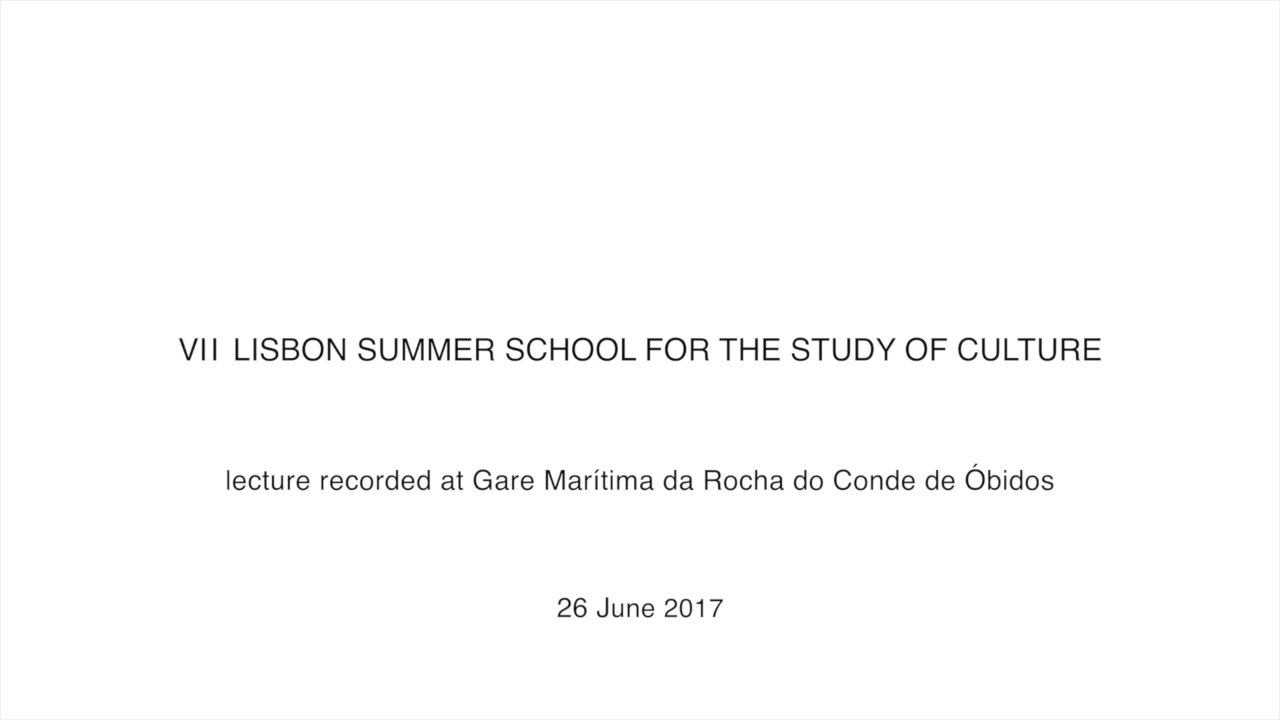 VII LISBON SUMMER SCHOOL FOR THE STUDY OF CULTURE
lecture recorded at Gare Marítima da Rocha do Conde de Óbidos
26 June 2017